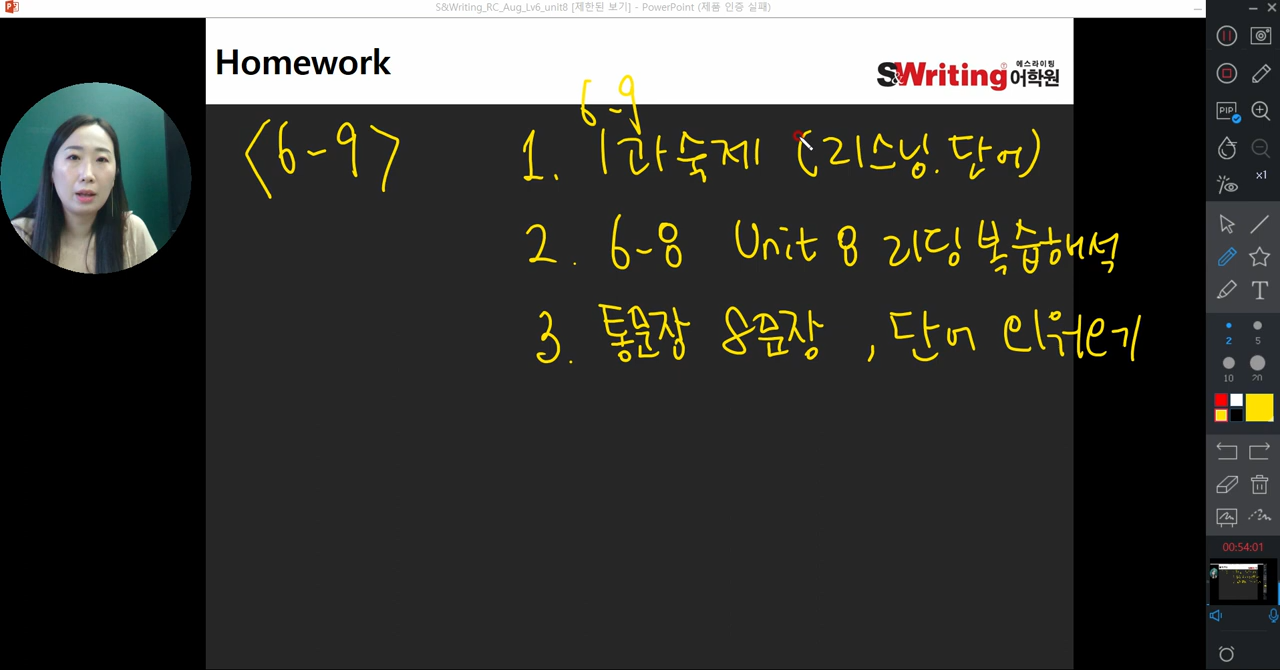 S&Writing_RC_Aug_Lv6_unit8 [제한된 보기] - PowerPoint (제품 인증 실패)
Homework
S&Writing 에스라이팅 어학원
<6-9>
6-9
1. 1과숙제 (리스닝.단어)
2. 6-8 Unit 8 리딩 복습해석
3. 통문장 8문장, 단어 외워오기
PIP
x1
T
2 5
10 20
00:54:01